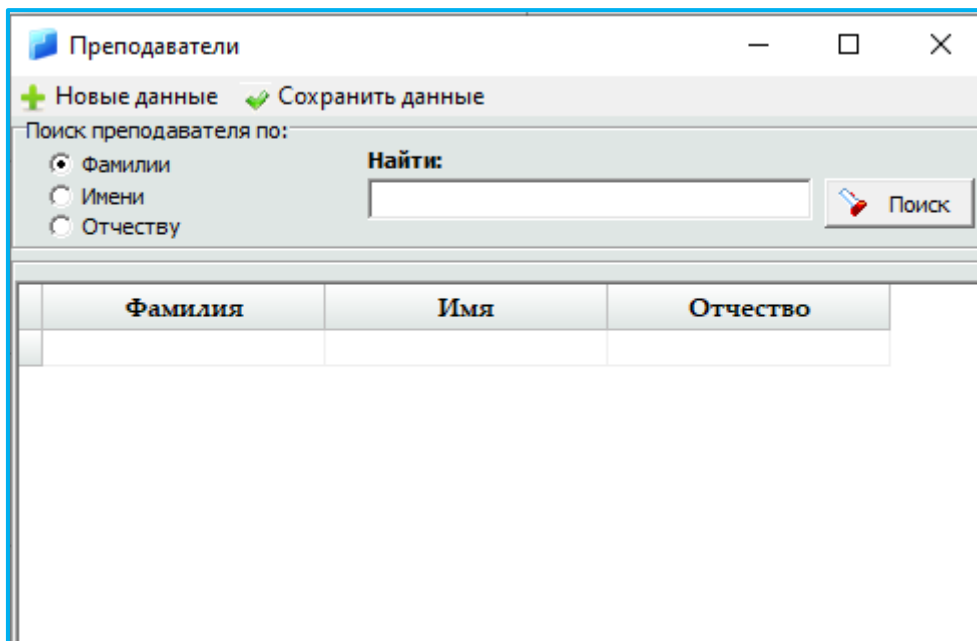 Преподаватели
Новые данные Сохранить данные
Поиск преподавателя по:
Фамилии
Имени
Отчеству
Найти:
Поиск
Фамилия Имя Отчество